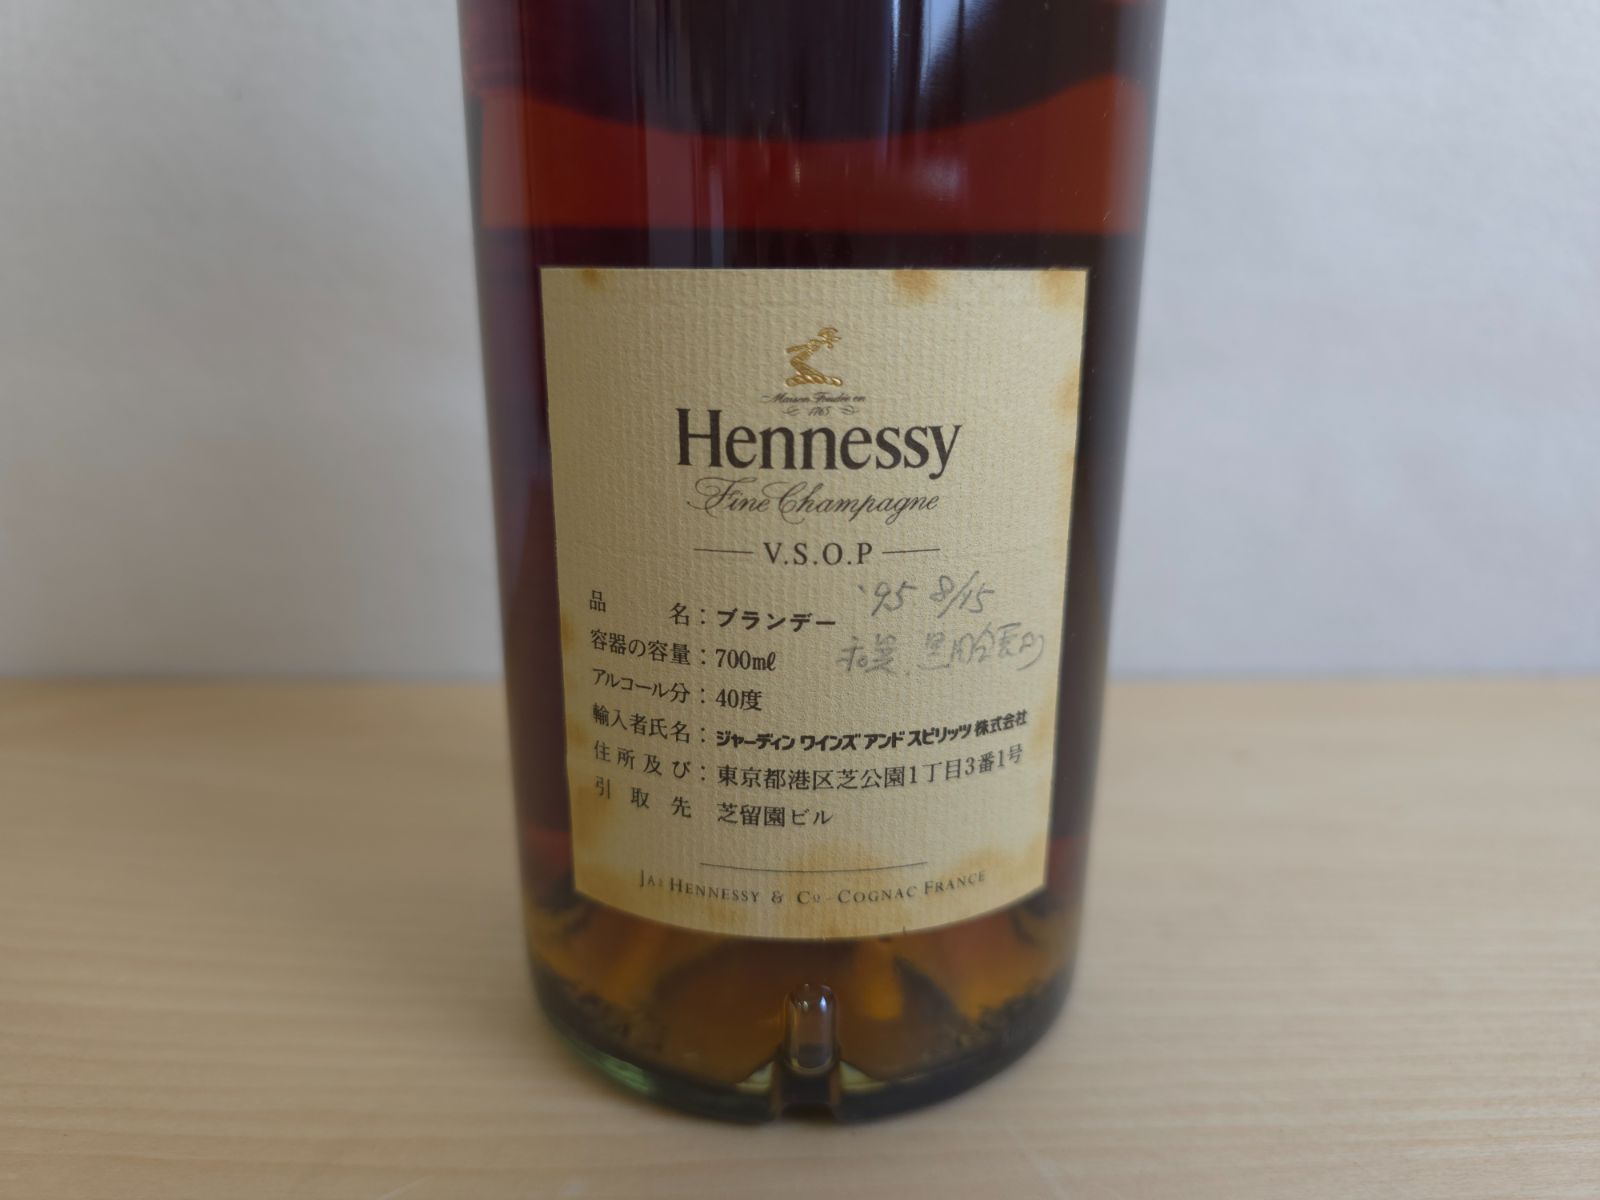 Maison Fondée en
1765
Hennessy
Fine Champagne
V.S.O.P
'95 8/15
品名：ブランデー
容器の容量：700mℓ
アルコール分：40度
輸入者氏名：ジャーディン ワインズ アンド スピリッツ 株式会社
住所及び：東京都港区芝公園1丁目3番1号
引取先 芝留園ビル
JAS HENNESSY & Co - COGNAC FRANCE